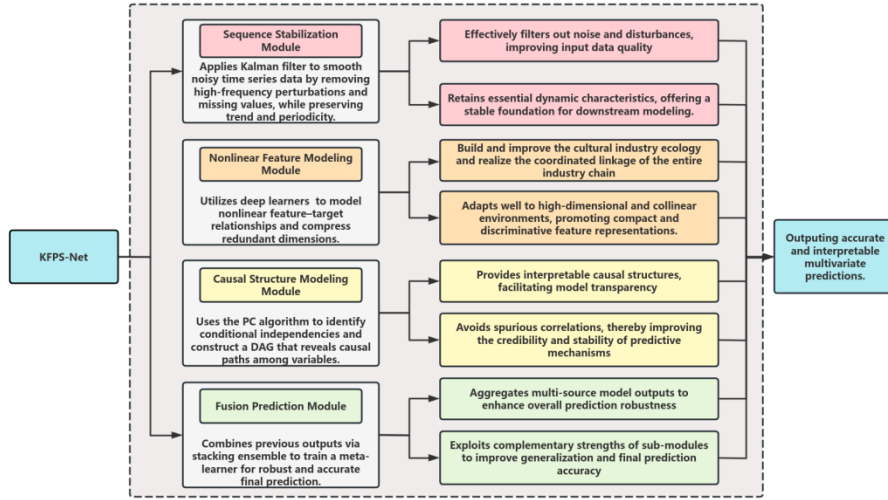 KFPS-Net
Sequence Stabilization
Module
Applies Kalman filter to smooth
noisy time series data by removing
high-frequency perturbations and
missing values, while preserving
trend and periodicity.
Effectively filters out noise and disturbances,
improving input data quality
Retains essential dynamic characteristics, offering a
stable foundation for downstream modeling.
Nonlinear Feature Modeling
Module
Utilizes deep learners to model
nonlinear feature–target
relationships and compress
redundant dimensions.
Build and improve the cultural industry ecology
and realize the coordinated linkage of the entire
industry chain
Adapts well to high-dimensional and collinear
environments, promoting compact and
discriminative feature representations.
Causal Structure Modeling
Module
Uses the PC algorithm to identify
conditional independencies and
construct a DAG that reveals causal
paths among variables.
Provides interpretable causal structures,
facilitating model transparency
Avoids spurious correlations, thereby improving
the credibility and stability of predictive
mechanisms
Fusion Prediction Module
Combines previous outputs via
stacking ensemble to train a meta-
learner for robust and accurate
final prediction.
Aggregates multi-source model outputs to
enhance overall prediction robustness
Exploits complementary strengths of sub-modules
to improve generalization and final prediction
accuracy
Outputing accurate
and interpretable
multivariate
predictions.